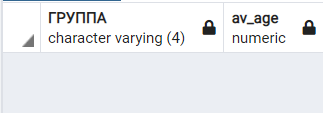 ГРУППА
character varying (4)
av_age
numeric